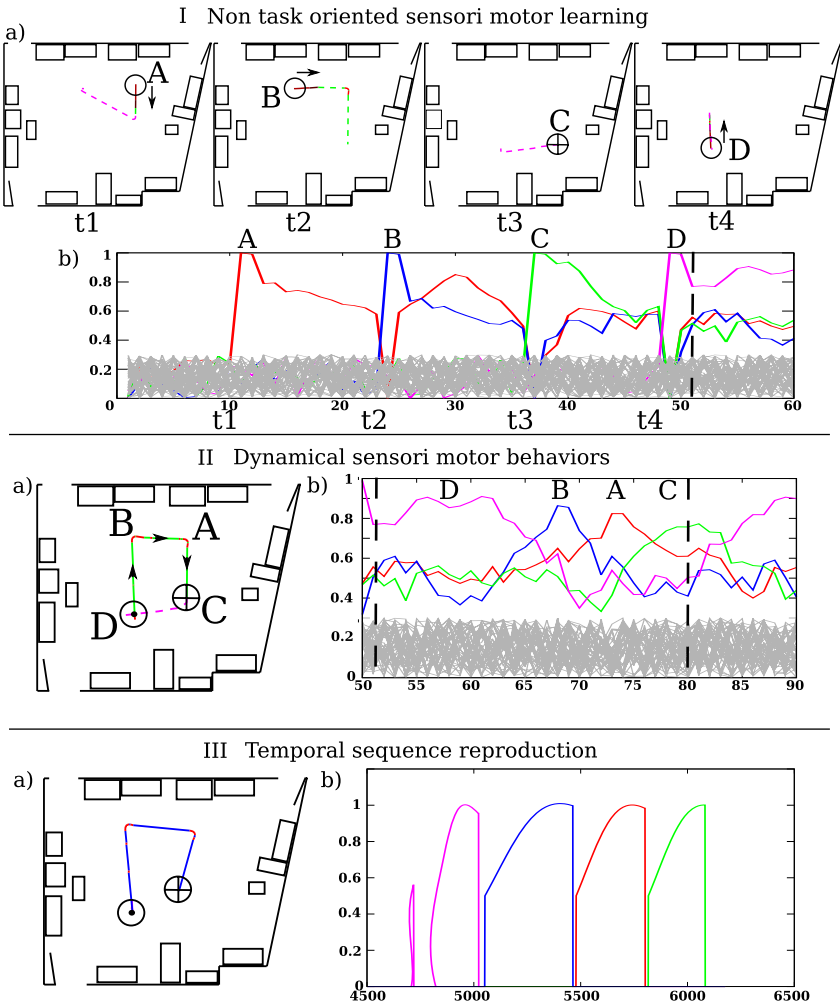 I Non task oriented sensori motor learning
a)
A
B
C
D
t1 t2 t3 t4
b)
A B C D
1
0.8
0.6
0.4
0.2
0 10 20 30 40 50 60
t1 t2 t3 t4
II Dynamical sensori motor behaviors
a)
B A
D C
b)
D B A C
1
0.8
0.6
0.4
0.2
0
50 55 60 65 70 75 80 85 90
III Temporal sequence reproduction
a)
b)
1
0.8
0.6
0.4
0.2
0
4500 5000 5500 6000 6500